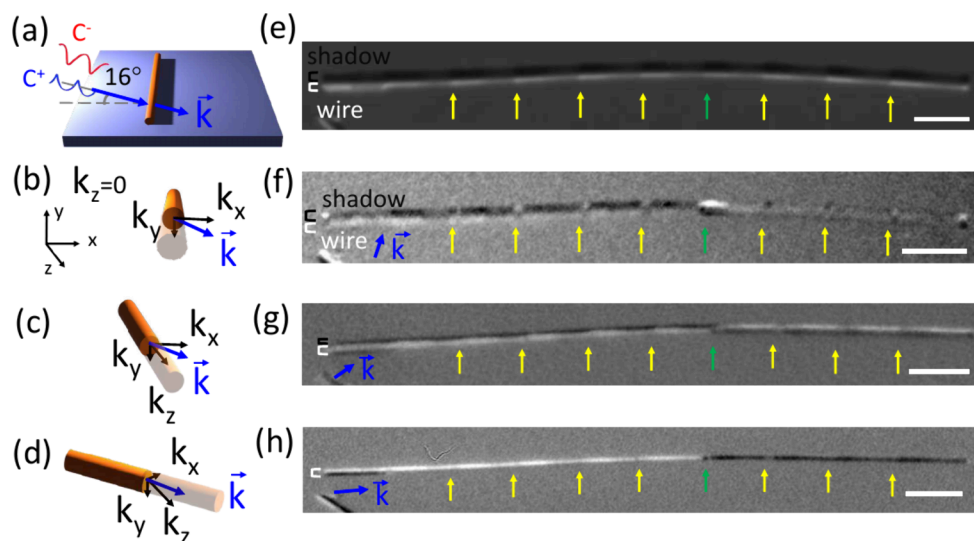 (a)
C⁻
C⁺
16°
k⃗
(b)
k_z=0
y
x
z
k_x
k_y
k⃗
(c)
k_x
k_y
k⃗
k_z
(d)
k_x
k_y
k_z
k⃗
(e)
shadow
wire
(f)
shadow
wire
k⃗
(g)
k⃗
(h)
k⃗